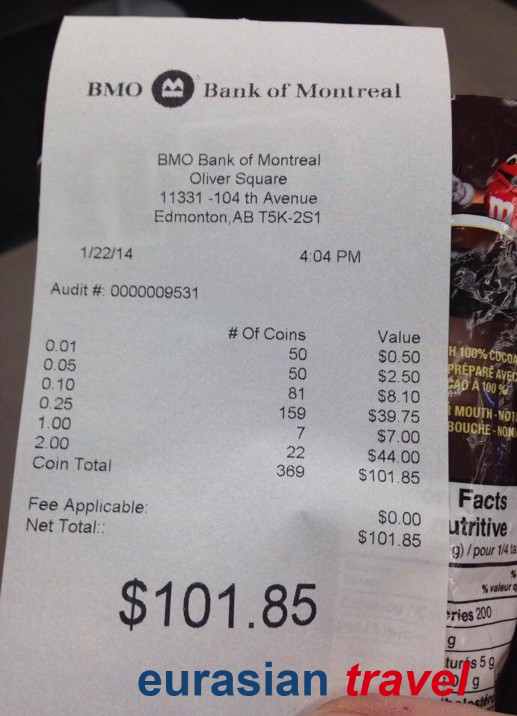 BMO Bank of Montreal
BMO Bank of Montreal
Oliver Square
11331 -104 th Avenue
Edmonton,AB T5K-2S1
1/22/14 4:04 PM
Audit #: 0000009531
# Of Coins Value
0.01 50 $0.50
0.05 50 $2.50
0.10 81 $8.10
0.25 159 $39.75
1.00 7 $7.00
2.00 22 $44.00
Coin Total 369 $101.85
Fee Applicable: $0.00
Net Total:: $101.85
$101.85
eurasian travel
m
H 100% COCOA
PRÉPARÉ AVEC
CAO À 100 %
MOUTH - NOT
BOUCHE - NON
Facts
g) / pour 1/4 ta
%
% valeur
200
g
5 g
0 g